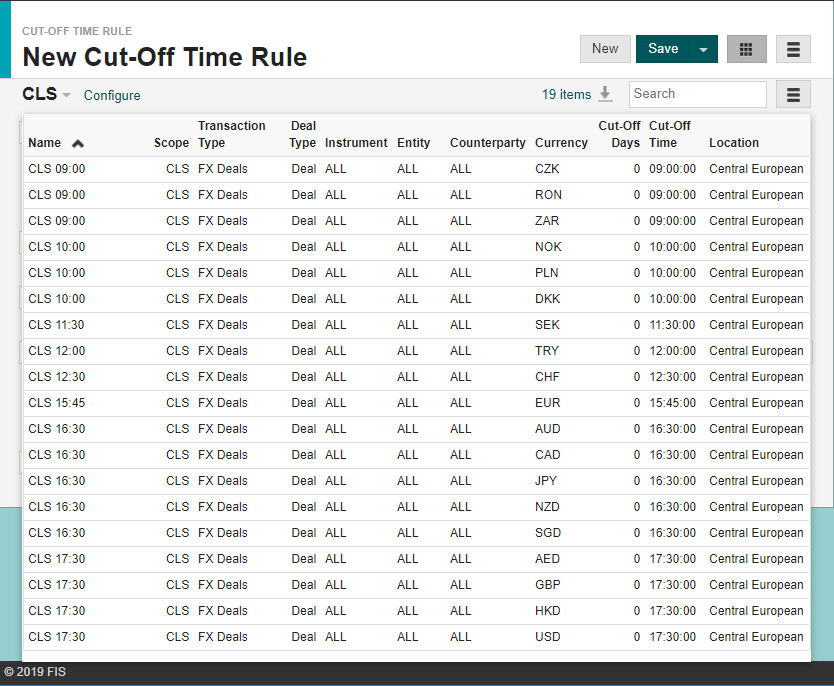 CUT-OFF TIME RULE
New Cut-Off Time Rule
New Save
CLS Configure 19 items Search
Transaction Deal Cut-Off Cut-Off
Name Scope Type Type Instrument Entity Counterparty Currency Days Time Location
CLS 09:00 CLS FX Deals Deal ALL ALL ALL CZK 0 09:00:00 Central European
CLS 09:00 CLS FX Deals Deal ALL ALL ALL RON 0 09:00:00 Central European
CLS 09:00 CLS FX Deals Deal ALL ALL ALL ZAR 0 09:00:00 Central European
CLS 10:00 CLS FX Deals Deal ALL ALL ALL NOK 0 10:00:00 Central European
CLS 10:00 CLS FX Deals Deal ALL ALL ALL PLN 0 10:00:00 Central European
CLS 10:00 CLS FX Deals Deal ALL ALL ALL DKK 0 10:00:00 Central European
CLS 11:30 CLS FX Deals Deal ALL ALL ALL SEK 0 11:30:00 Central European
CLS 12:00 CLS FX Deals Deal ALL ALL ALL TRY 0 12:00:00 Central European
CLS 12:30 CLS FX Deals Deal ALL ALL ALL CHF 0 12:30:00 Central European
CLS 15:45 CLS FX Deals Deal ALL ALL ALL EUR 0 15:45:00 Central European
CLS 16:30 CLS FX Deals Deal ALL ALL ALL AUD 0 16:30:00 Central European
CLS 16:30 CLS FX Deals Deal ALL ALL ALL CAD 0 16:30:00 Central European
CLS 16:30 CLS FX Deals Deal ALL ALL ALL JPY 0 16:30:00 Central European
CLS 16:30 CLS FX Deals Deal ALL ALL ALL NZD 0 16:30:00 Central European
CLS 16:30 CLS FX Deals Deal ALL ALL ALL SGD 0 16:30:00 Central European
CLS 17:30 CLS FX Deals Deal ALL ALL ALL AED 0 17:30:00 Central European
CLS 17:30 CLS FX Deals Deal ALL ALL ALL GBP 0 17:30:00 Central European
CLS 17:30 CLS FX Deals Deal ALL ALL ALL HKD 0 17:30:00 Central European
CLS 17:30 CLS FX Deals Deal ALL ALL ALL USD 0 17:30:00 Central European
© 2019 FIS